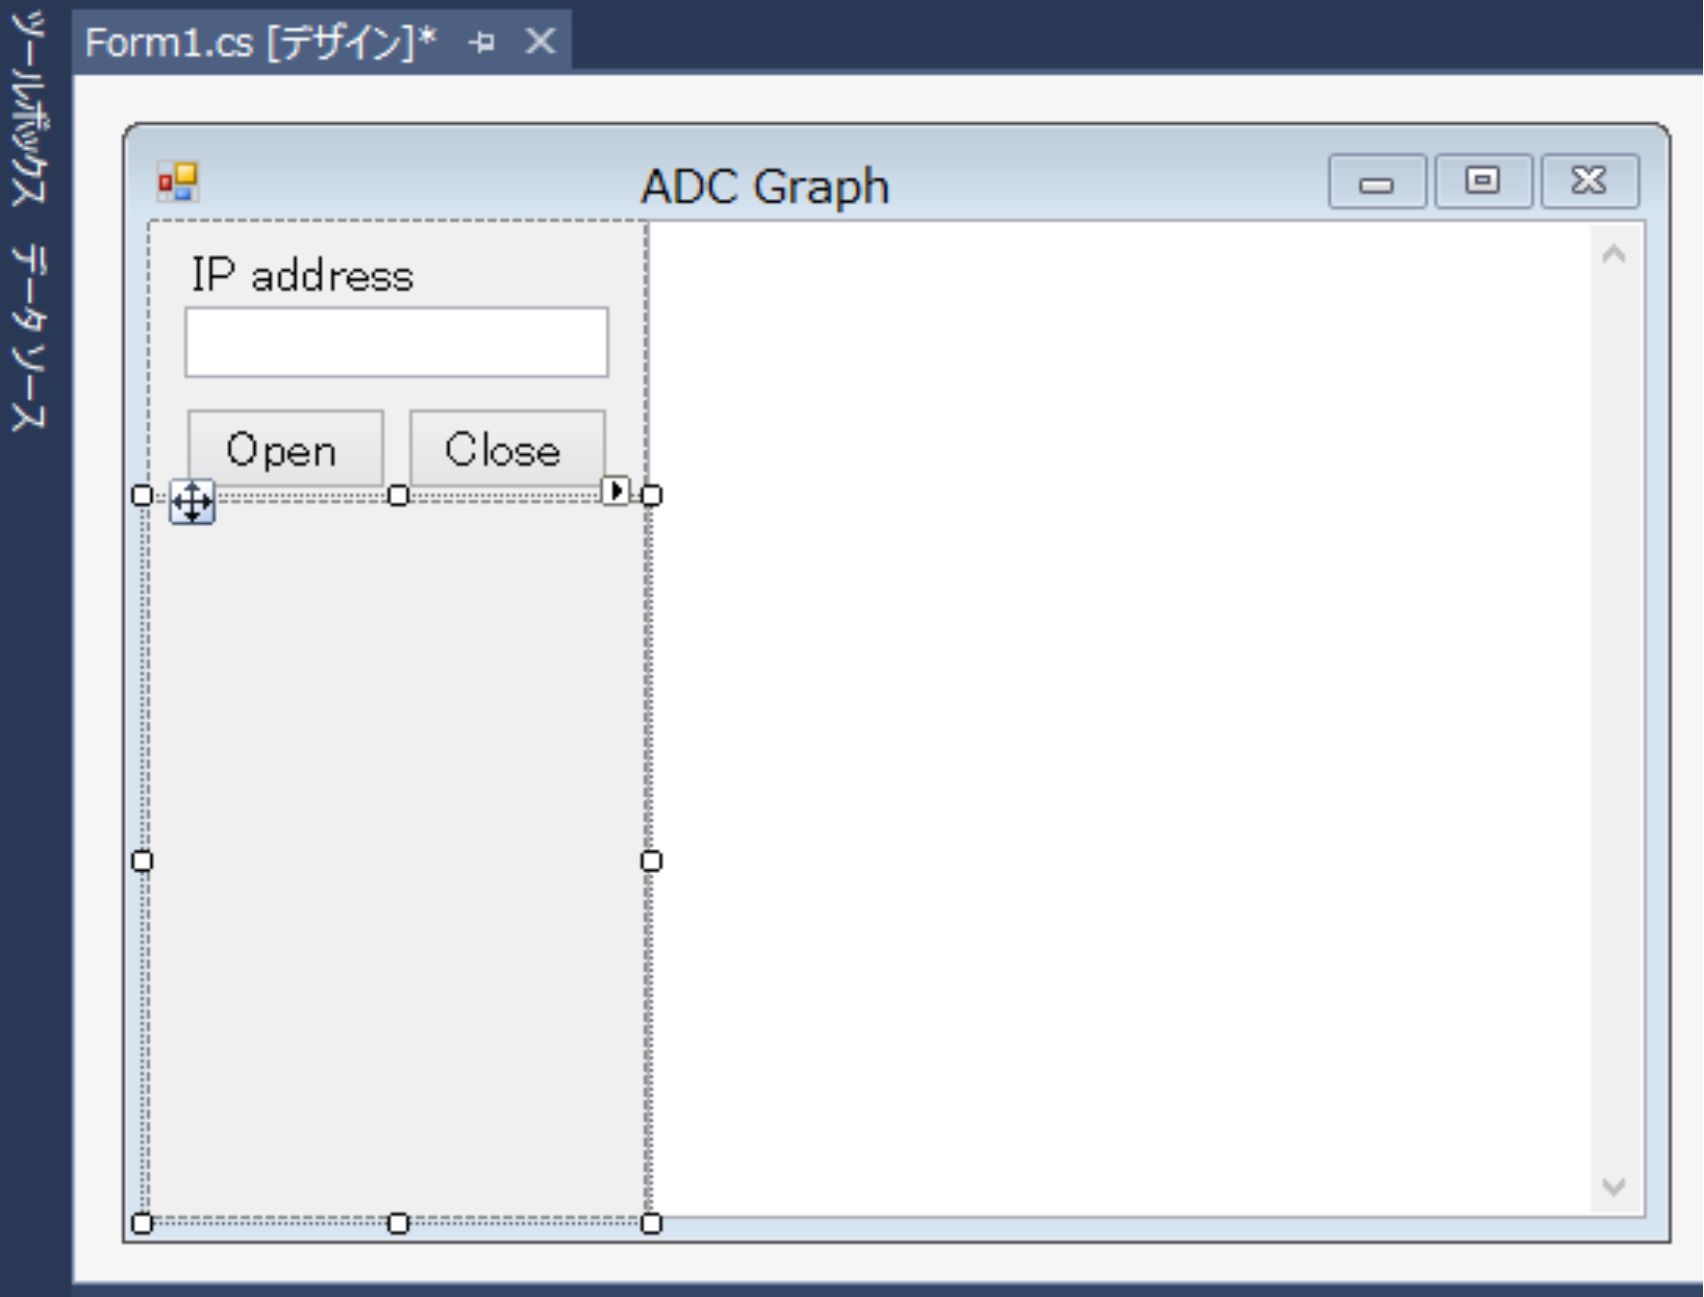 Form1.cs [デザイン]*
ツールボックス
データ ソース
ADC Graph
IP address
Open
Close